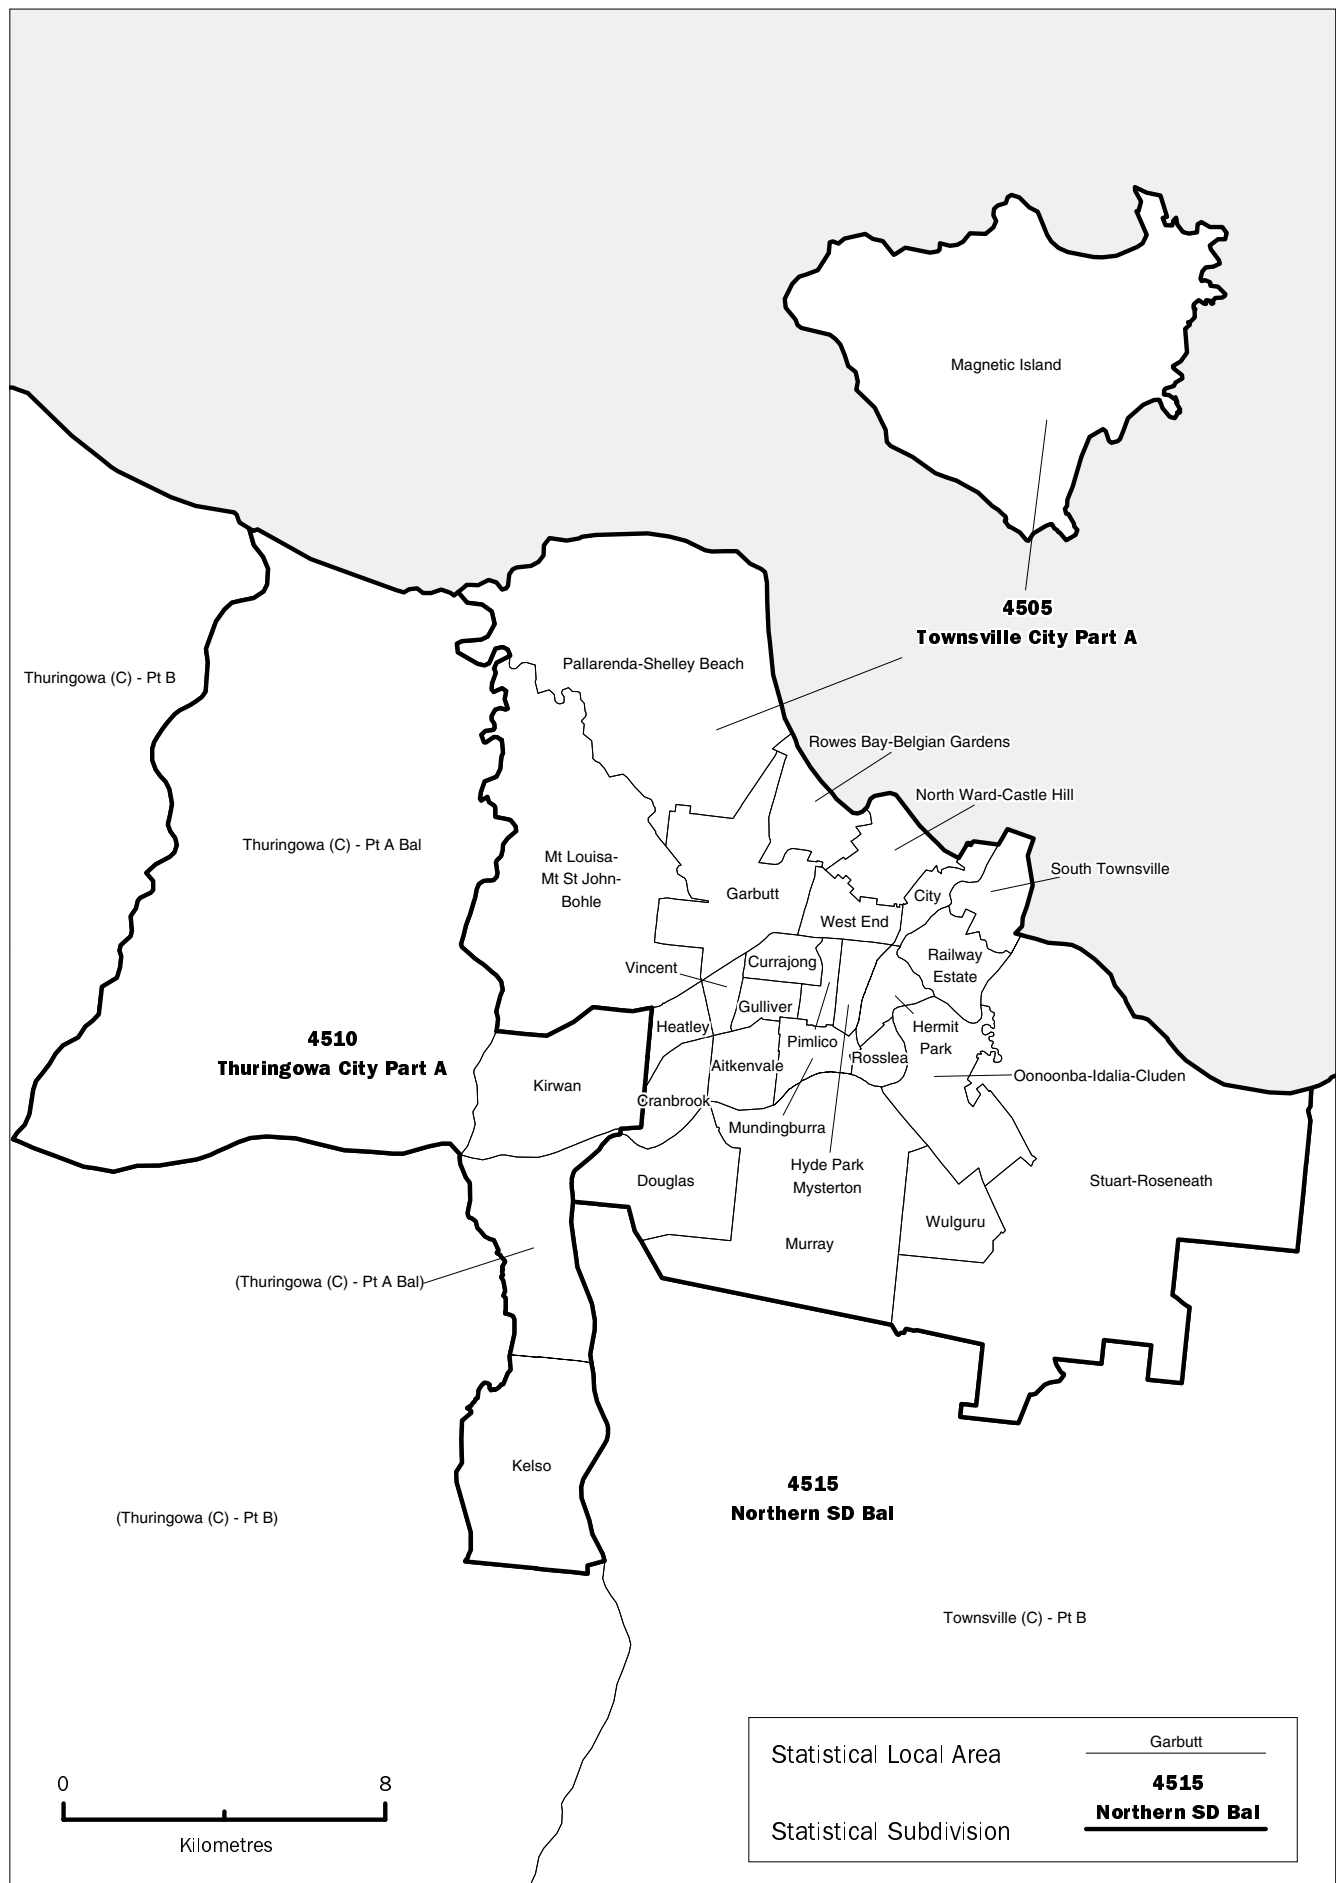 Magnetic Island
4505
Townsville City Part A
Pallarenda-Shelley Beach
Thuringowa (C) - Pt B
Rowes Bay-Belgian Gardens
North Ward-Castle Hill
Thuringowa (C) - Pt A Bal
Mt Louisa-
Mt St John-
Bohle
South Townsville
Garbutt
City
West End
Railway
Estate
Currajong
Vincent
Gulliver
Heatley
Hermit
Park
4510
Thuringowa City Part A
Pimlico
Rosslea
Aitkenvale
Oonoonba-Idalia-Cluden
Kirwan
Cranbrook
Mundingburra
Hyde Park
Mysterton
Douglas
Stuart-Roseneath
Wulguru
Murray
(Thuringowa (C) - Pt A Bal)
Kelso
4515
Northern SD Bal
(Thuringowa (C) - Pt B)
Townsville (C) - Pt B
Statistical Local Area
Garbutt
4515
Northern SD Bal
Statistical Subdivision
0 8
Kilometres